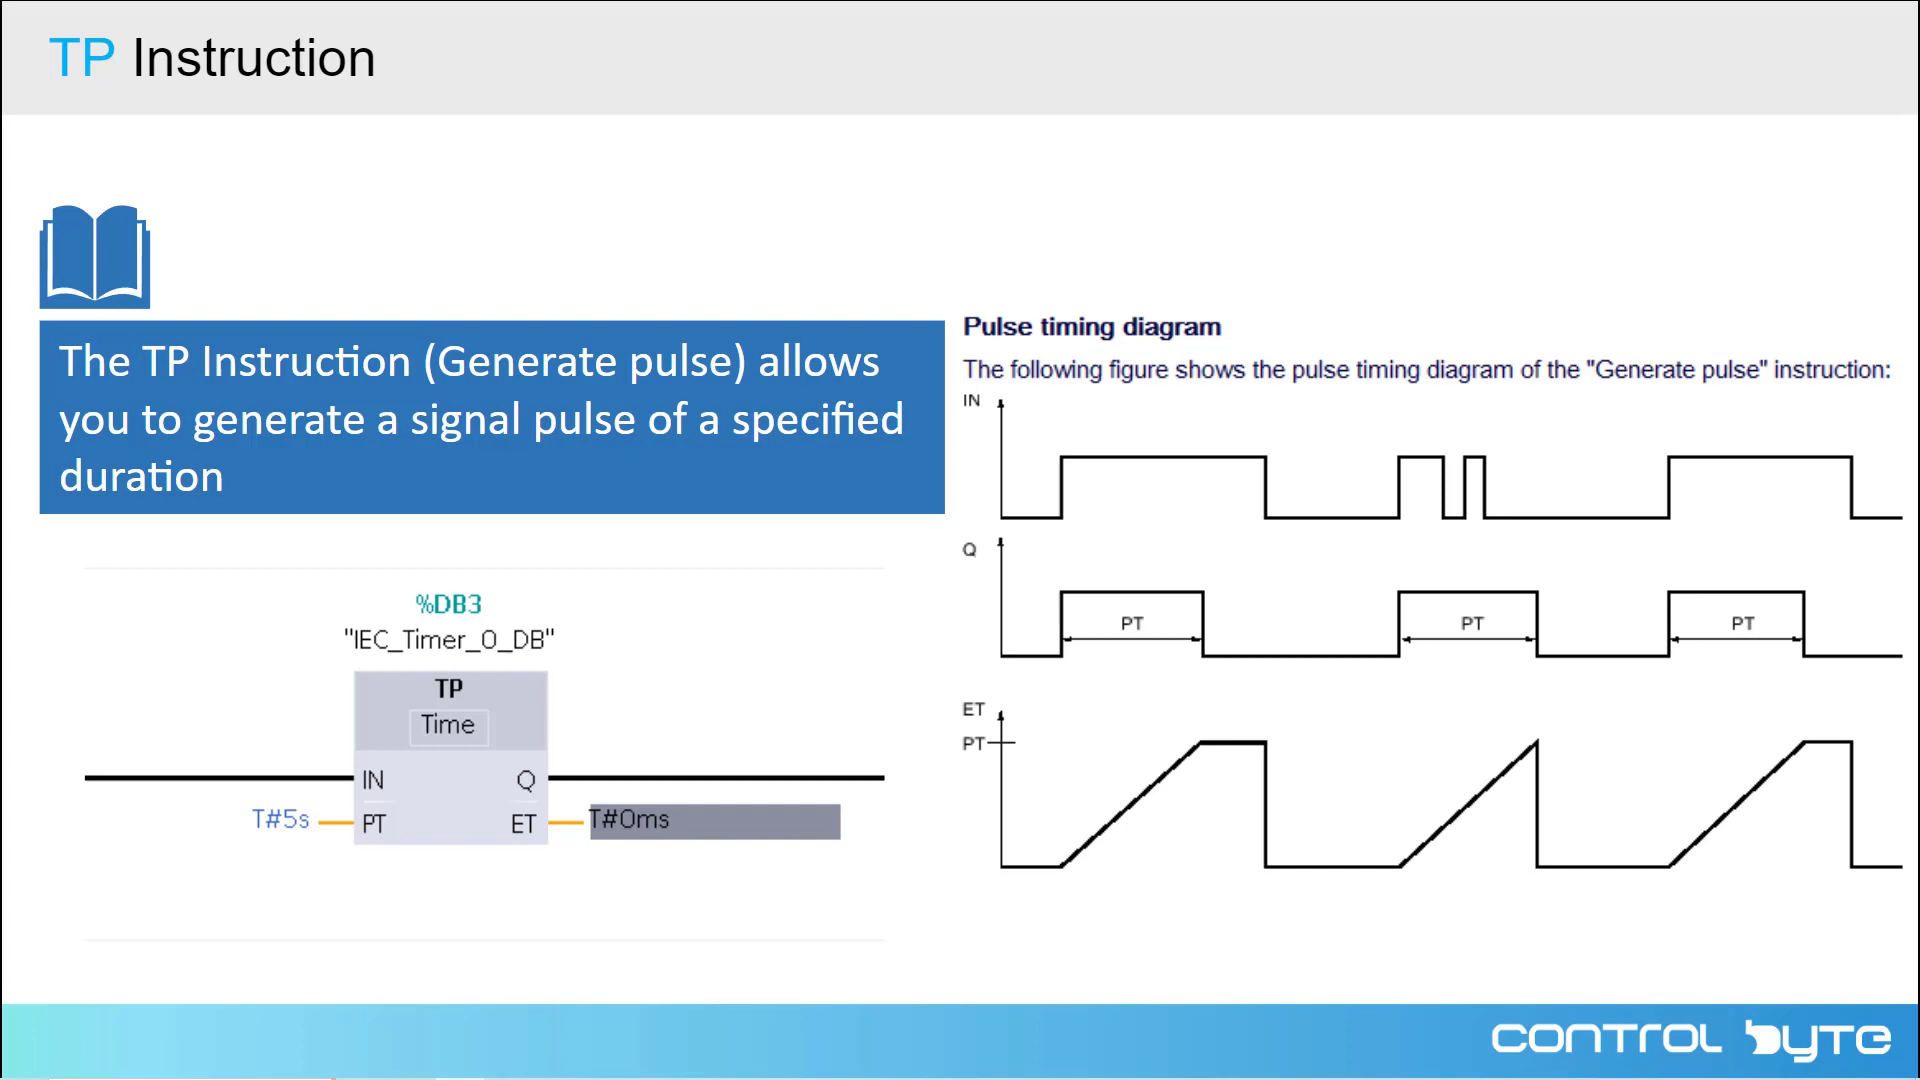 TP Instruction
The TP Instruction (Generate pulse) allows
you to generate a signal pulse of a specified
duration
%DB3
"IEC_Timer_0_DB"
TP
Time
IN Q
T#5s PT ET T#0ms
Pulse timing diagram
The following figure shows the pulse timing diagram of the "Generate pulse" instruction:
IN
Q
PT PT PT
ET
PT
CONTROL BYTE